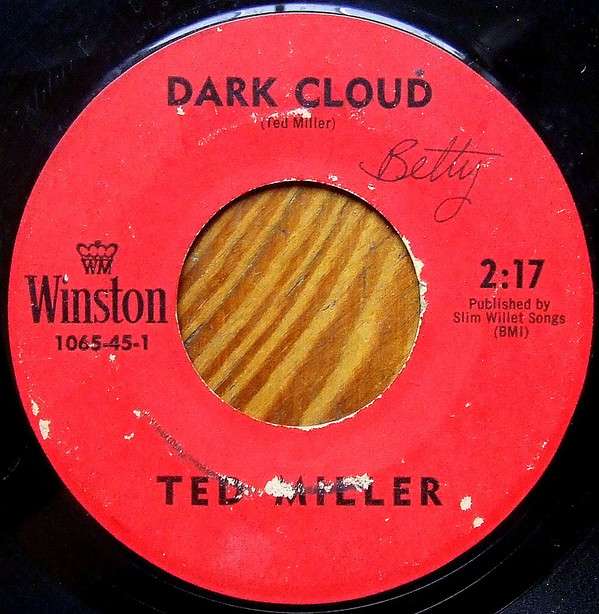 DARK CLOUD
(Ted Miller)
Betty
WM
Winston
1065-45-1
2:17
Published by
Slim Willet Songs
(BMI)
TED MILLER